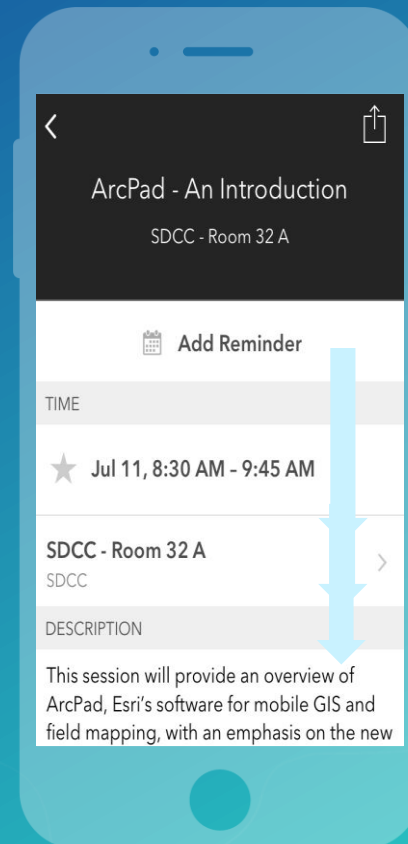 ArcPad - An Introduction
SDCC - Room 32 A
Add Reminder
TIME
Jul 11, 8:30 AM - 9:45 AM
SDCC - Room 32 A
SDCC
DESCRIPTION
This session will provide an overview of
ArcPad, Esri's software for mobile GIS and
field mapping, with an emphasis on the new